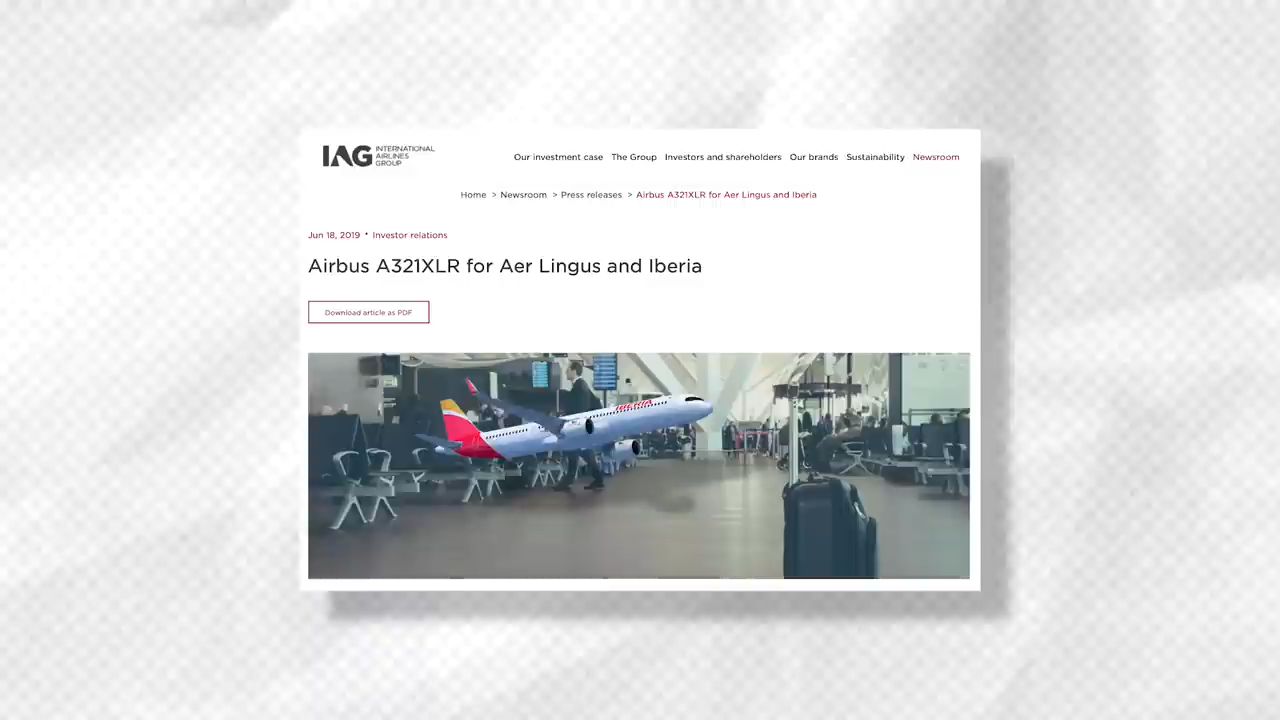 IAG INTERNATIONAL
AIRLINES
GROUP
Our investment case The Group Investors and shareholders Our brands Sustainability Newsroom
Home > Newsroom > Press releases > Airbus A321XLR for Aer Lingus and Iberia
Jun 18, 2019 • Investor relations
Airbus A321XLR for Aer Lingus and Iberia
Download article as PDF
IBERIA